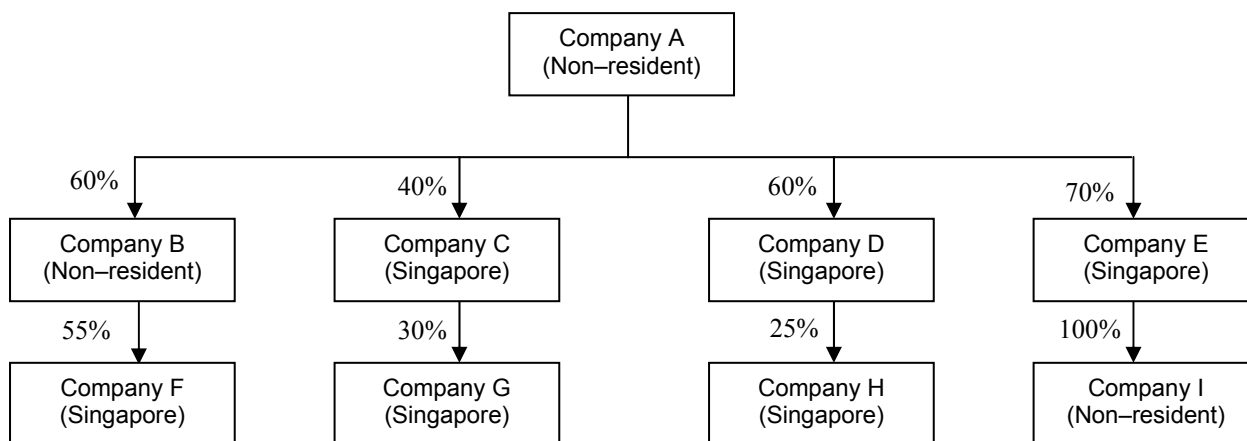 Company A
(Non–resident)
60%
40%
60%
70%
Company B
(Non–resident)
Company C
(Singapore)
Company D
(Singapore)
Company E
(Singapore)
55%
30%
25%
100%
Company F
(Singapore)
Company G
(Singapore)
Company H
(Singapore)
Company I
(Non–resident)